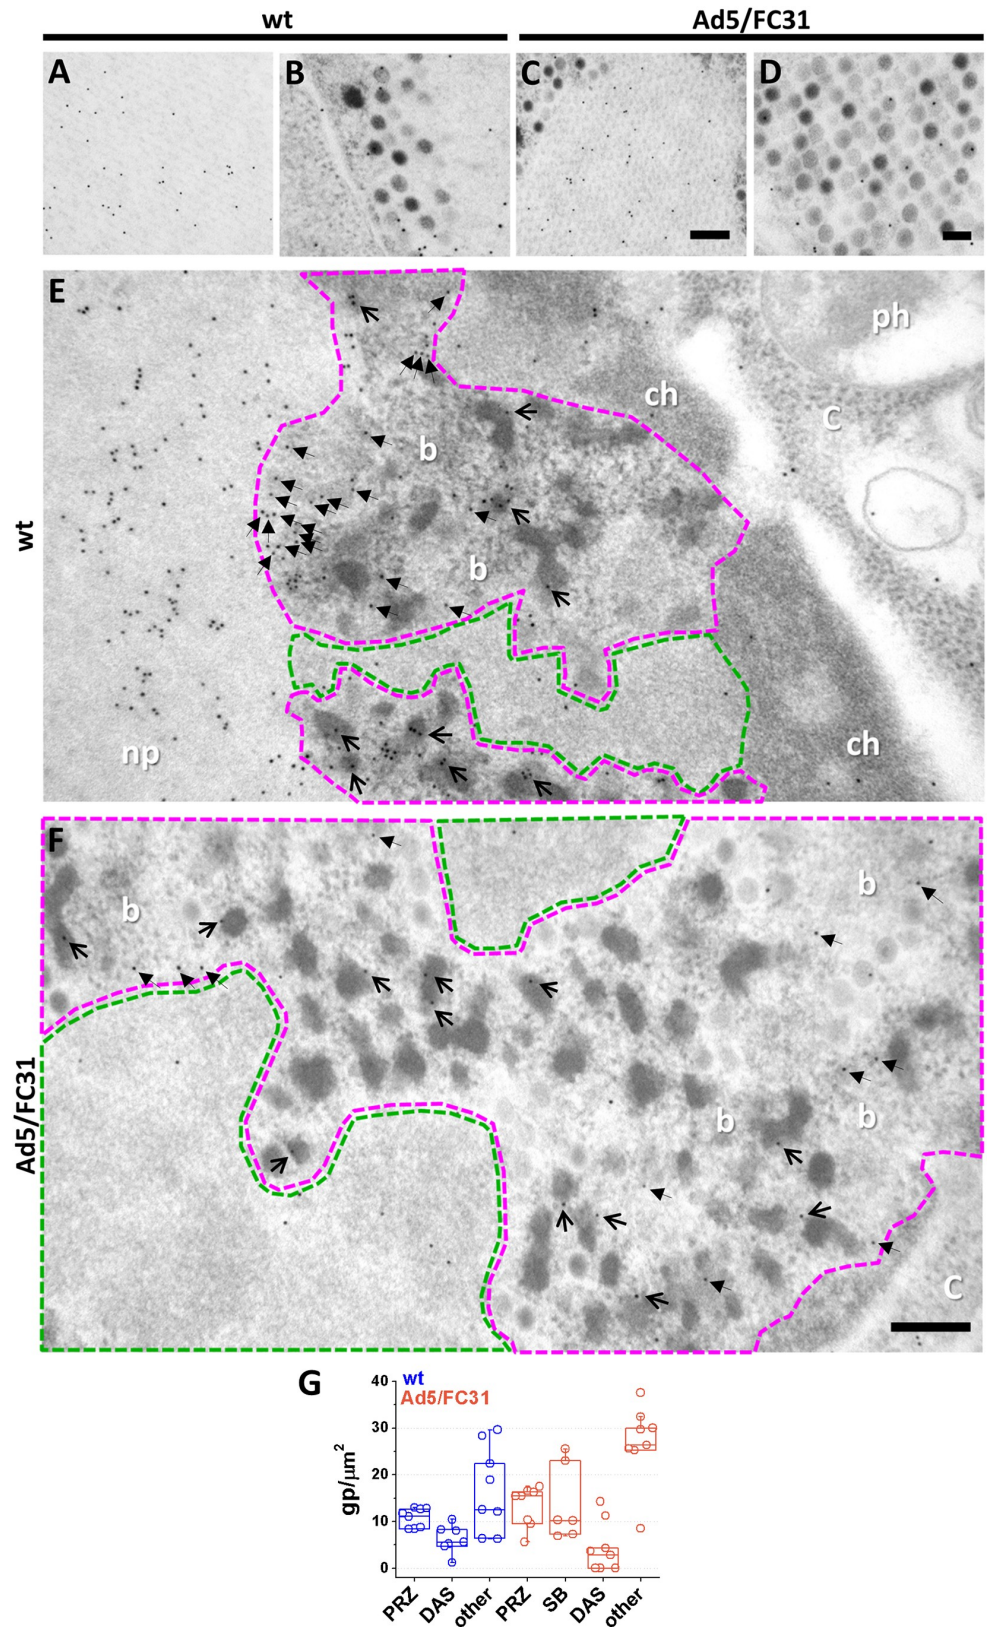 wt
Ad5/FC31
A
B
C
D
E
ph
ch
C
b
wt
b
np
ch
F
b
b
b
b
Ad5/FC31
C
G
wt
Ad5/FC31
gp/µm²
40
30
20
10
0
PRZ
DAS
other
PRZ
SB
DAS
other